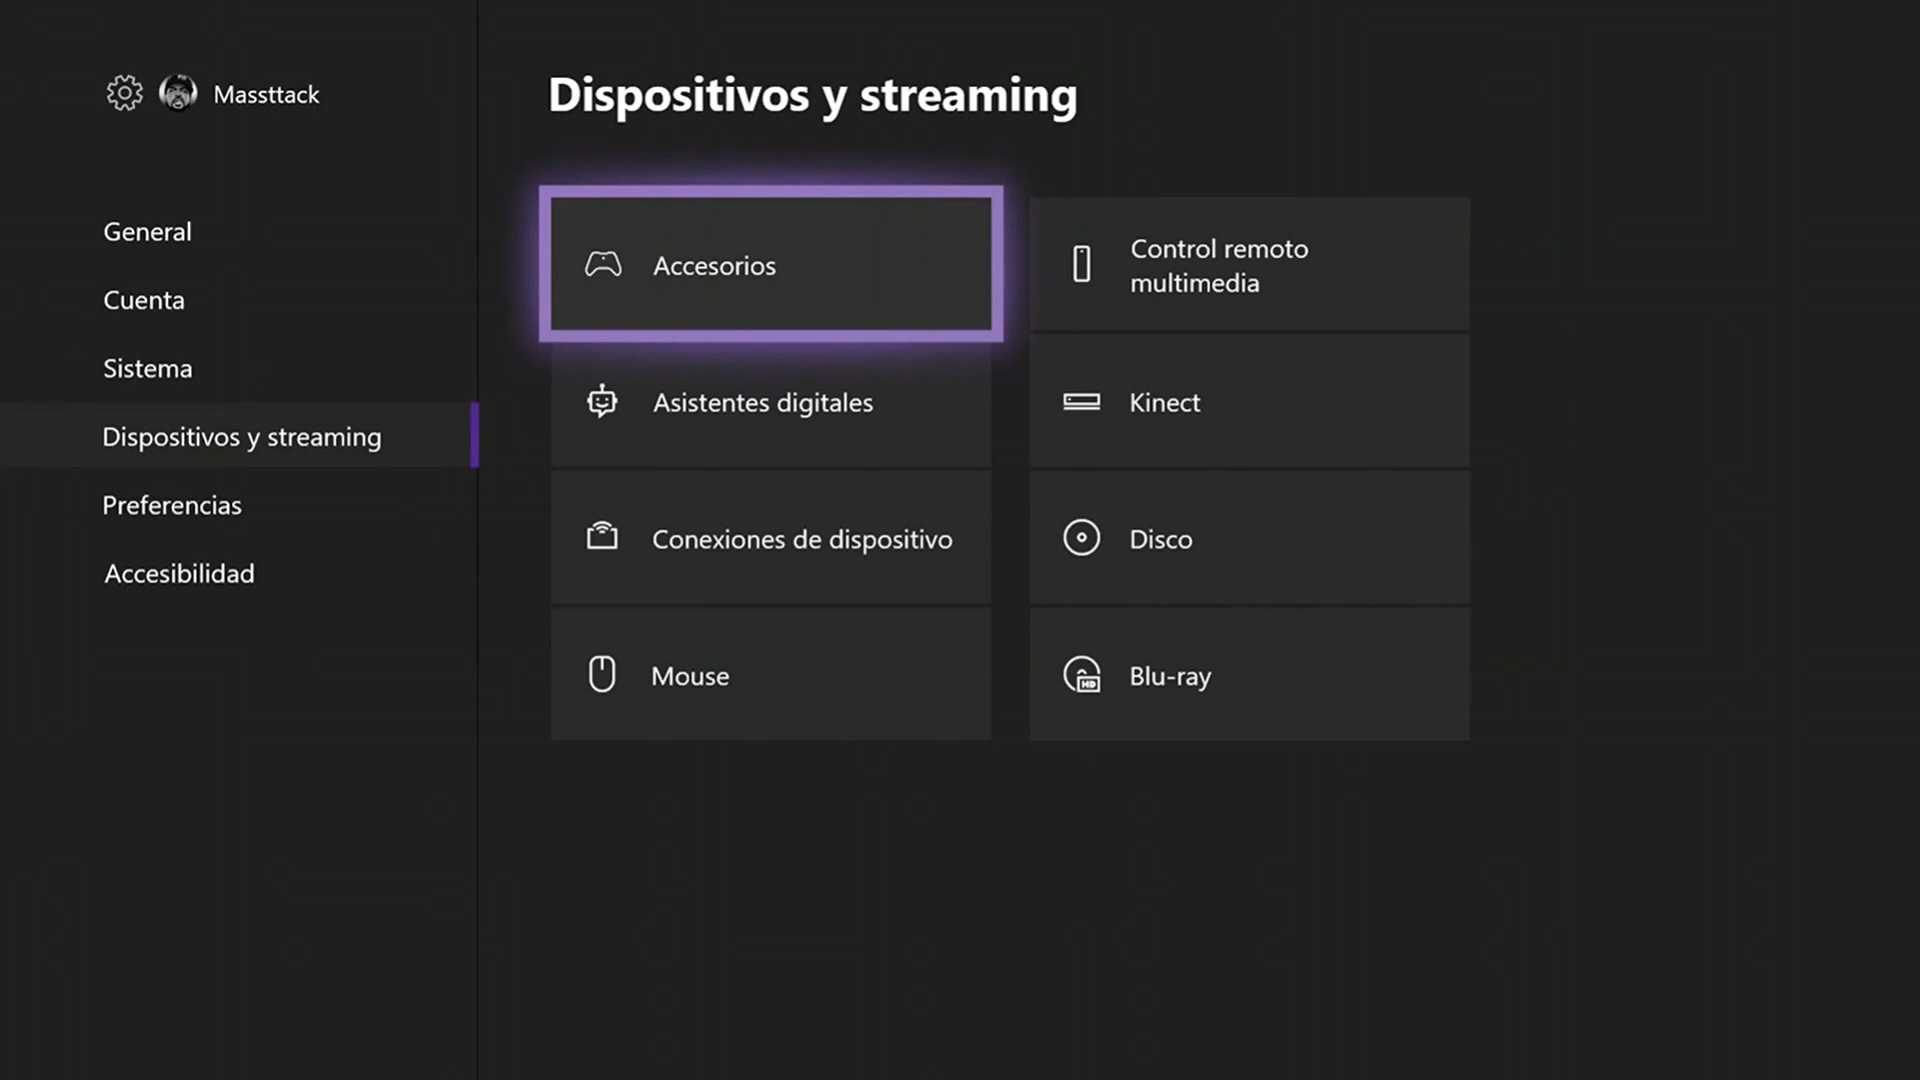 Massttack
Dispositivos y streaming
General
Cuenta
Sistema
Dispositivos y streaming
Preferencias
Accesibilidad
Accesorios
Control remoto
multimedia
Asistentes digitales
Kinect
Conexiones de dispositivo
Disco
Mouse
HD
Blu-ray